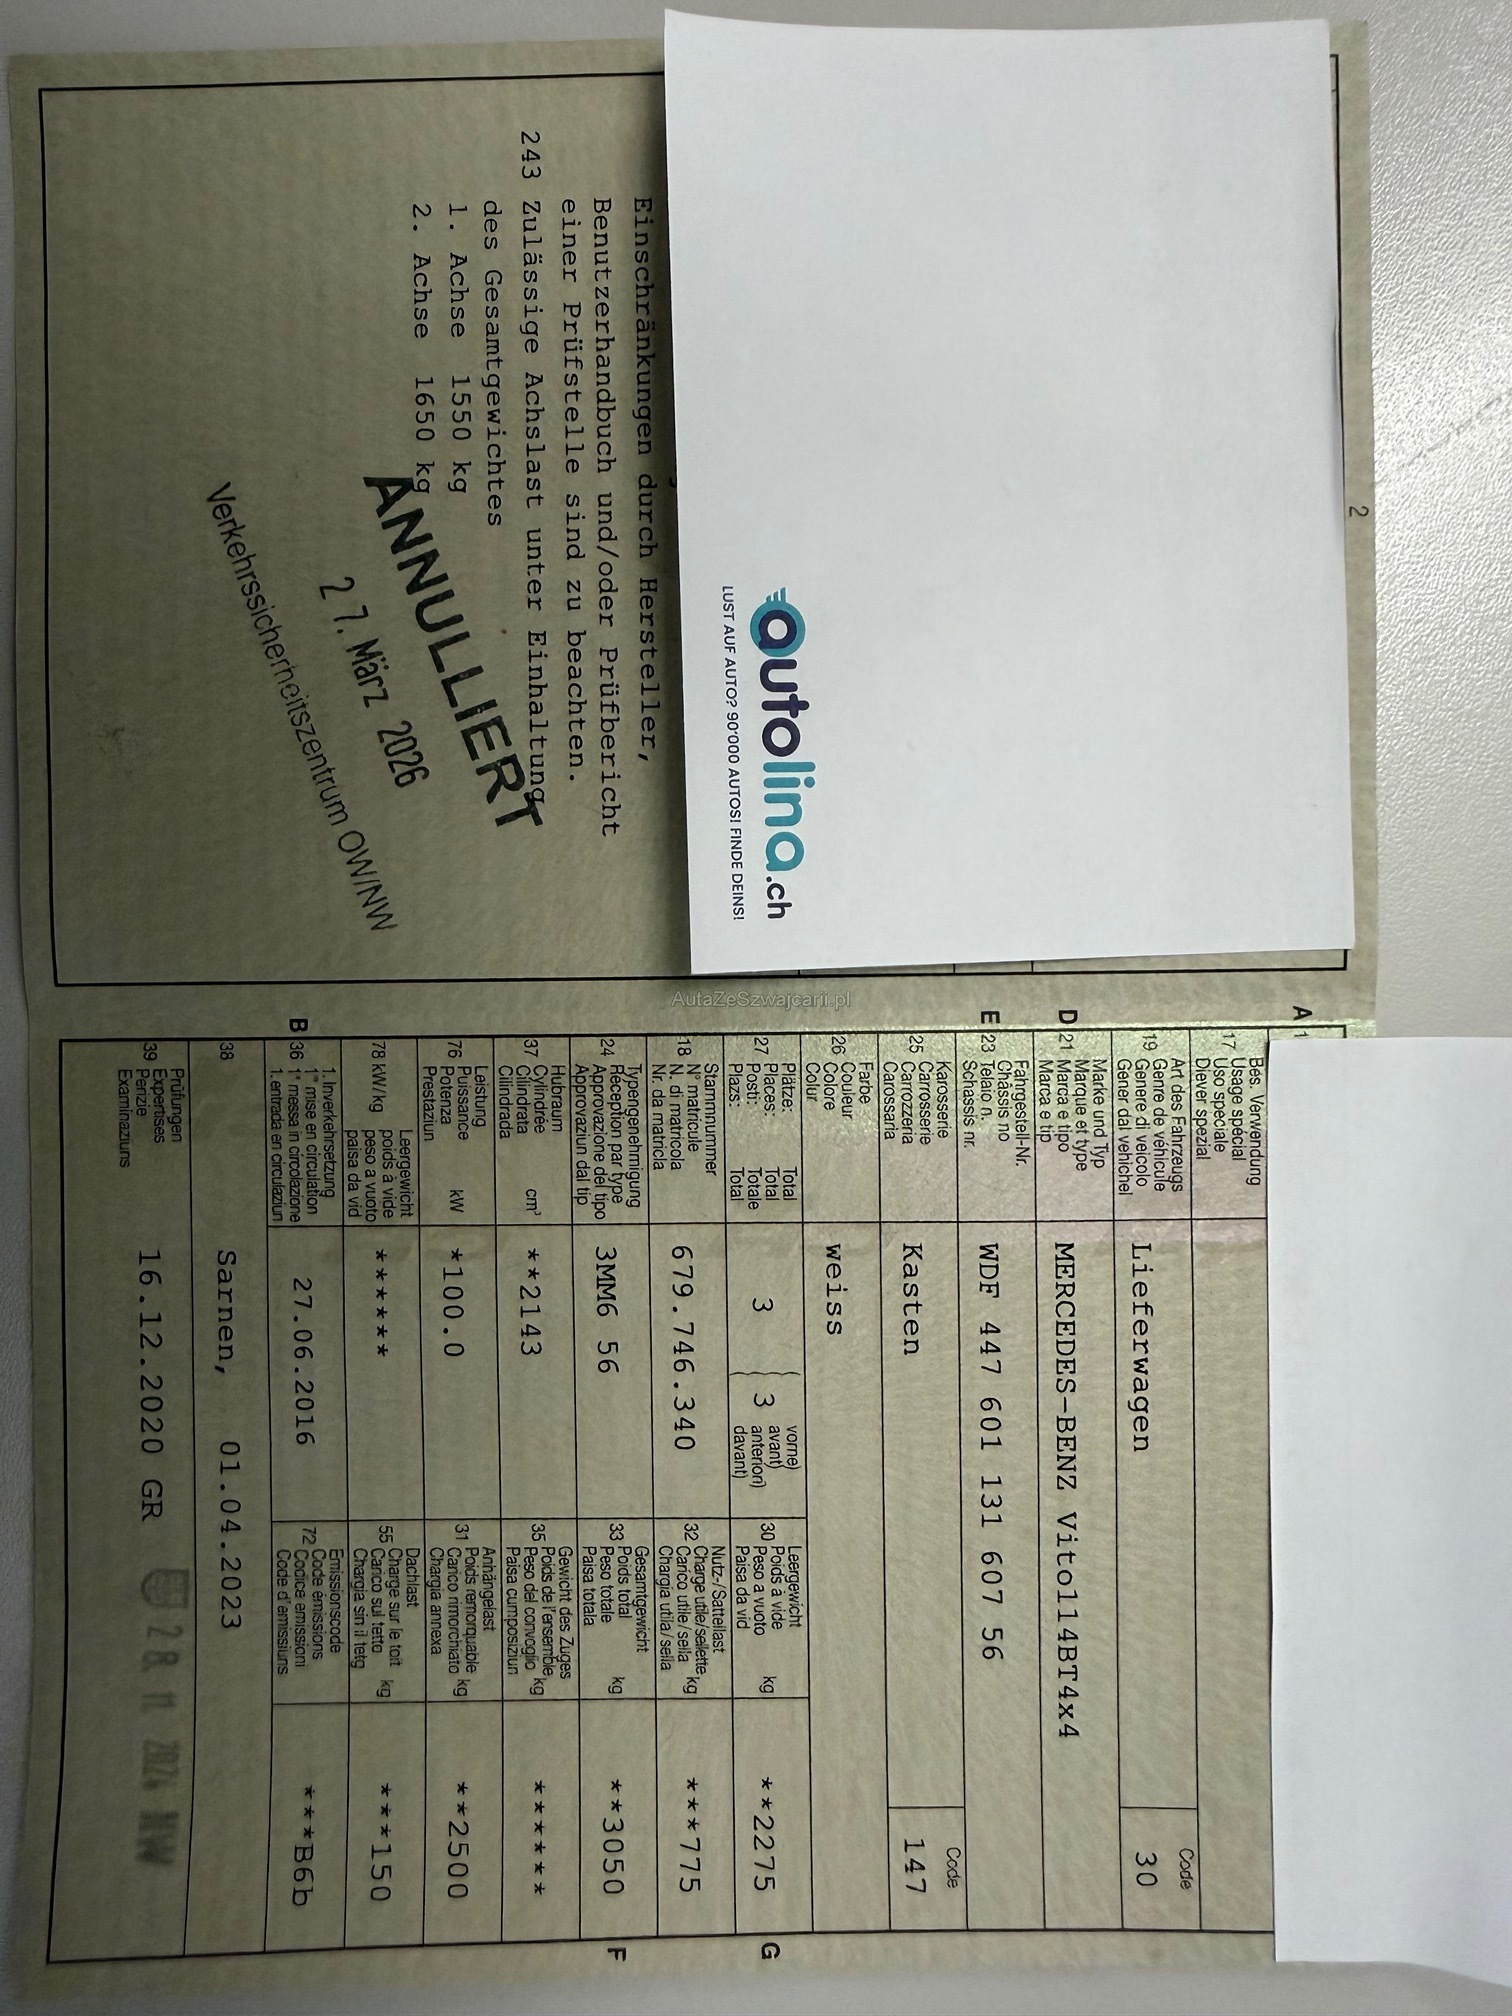 2
autolina.ch
LUST AUF AUTO? 90'000 AUTOS! FINDE DEINS!
Einschränkungen durch Hersteller,
Benutzerhandbuch und/oder Prüfbericht
einer Prüfstelle sind zu beachten.
243 Zulässige Achslast unter Einhaltung
des Gesamtgewichtes
1. Achse 1550 kg
2. Achse 1650 kg
ANNULLIERT
27. März 2026
Verkehrssicherheitszentrum OW/NW
AutaZeSzwajcarii.pl
A 1
Bes. Verwendung
17 Usage spécial
Uso speciale
Diever spezial
Art des Fahrzeugs
19 Genre de véhicule
Genere di veicolo
Gener dal vehichel
Lieferwagen
Code
30
Marke und Typ
D 21 Marque et type
Marca e tipo
Marca e tip
MERCEDES-BENZ Vito114BT4x4
Fahrgestell-Nr.
E 23 Châssis no
Telaio n.
Schassis nr.
WDF 447 601 131 607 56
Karosserie
25 Carrosserie
Carrozzeria
Carossaria
Kasten
Code
147
Farbe
26 Couleur
Colore
Colur
weiss
Plätze: Total
27 Places: Total
Posti: Totale
Plazs: Total
3
3
vorne)
(avant)
anteriori)
(davant)
Leergewicht
30 Poids à vide
Peso a vuoto kg
Paisa da vid
**2275
G
Stammnummer
18 N° matricule
N. di matricola
Nr. da matricla
679.746.340
Nutz-/Sattellast
32 Charge utile/sellette kg
Carico utile/sella
Chargia utila/sella
***775
Typengenehmigung
24 Réception par type
Approvazione del tipo
Approvaziun dal tip
3MM6 56
Gesamtgewicht
33 Poids total kg
Peso totale
Paisa totala
**3050
F
Hubraum
37 Cylindrée
Cilindrata cm³
Cilindrada
**2143
Gewicht des Zuges
35 Poids de l'ensemble kg
Peso del convoglio
Paisa cumposiziun
******
Leistung
76 Puissance
Potenza kW
Prestaziun
*100.0
Anhängelast
31 Poids remorquable kg
Carico rimorchiato
Chargia annexa
**2500
Leergewicht
78 kW/kg poids à vide
peso a vuoto
paisa da vid
******
Dachlast
55 Charge sur le toit kg
Carico sul tetto
Chargia sin il tetg
***150
B 36
1. Inverkehrsetzung
1re mise en circulation
1a messa in circolazione
1. entrada en circulaziun
27.06.2016
Emissionscode
72 Code émissions
Codice emissioni
Code d'emissiuns
***B6b
38
Sarnen, 01.04.2023
Prüfungen
39 Expertises
Perizie
Examinaziuns
16.12.2020 GR
28 11 2024 NW